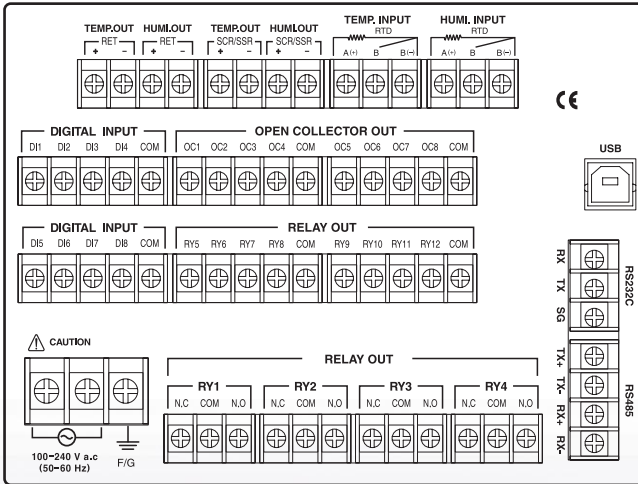 TEMP.OUT HUMI.OUT TEMP.OUT HUMI.OUT TEMP. INPUT HUMI. INPUT
RET RET SCR/SSR SCR/SSR RTD RTD
+ - + - + - + - A(+) B B(-) A(+) B B(-)
CE
DIGITAL INPUT OPEN COLLECTOR OUT
DI1 DI2 DI3 DI4 COM OC1 OC2 OC3 OC4 COM OC5 OC6 OC7 OC8 COM
USB
DIGITAL INPUT RELAY OUT
DI5 DI6 DI7 DI8 COM RY5 RY6 RY7 RY8 COM RY9 RY10 RY11 RY12 COM
RX
TX
SG
RS232C
TX+
TX-
RX+
RX-
RS485
CAUTION
RELAY OUT
RY1 RY2 RY3 RY4
N.C COM N.O N.C COM N.O N.C COM N.O N.C COM N.O
100-240 V a.c
(50-60 Hz)
F/G